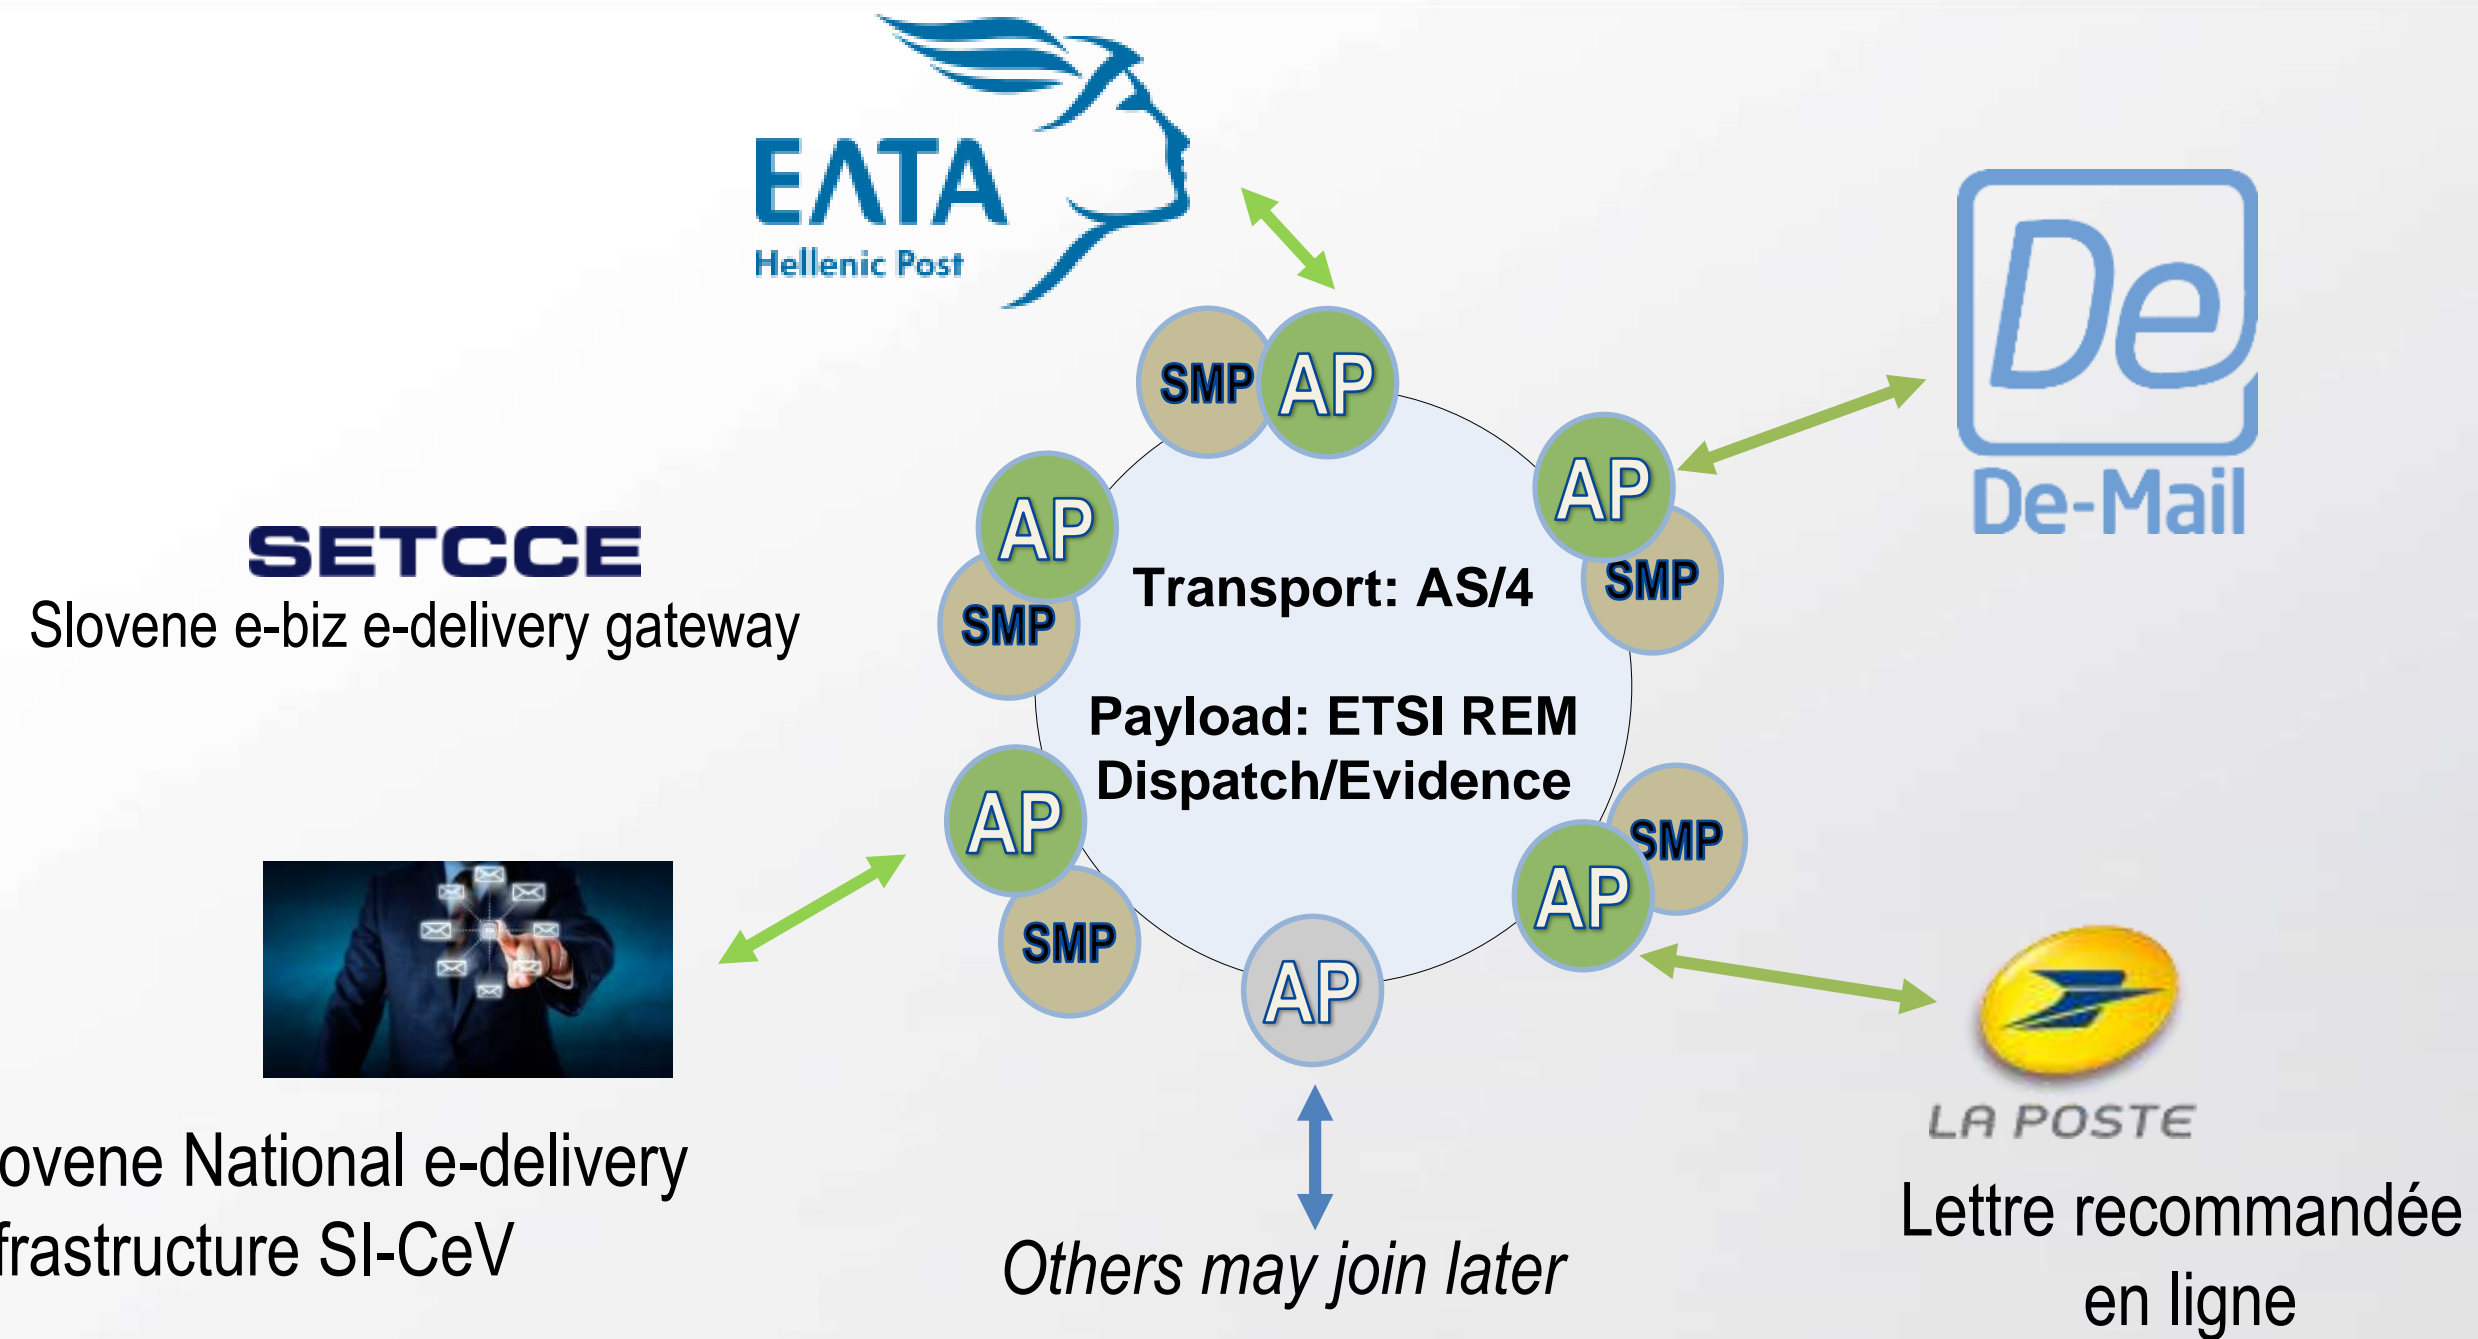 ΕΛΤΑ
Hellenic Post
De
De-Mail
SMP
AP
AP
SMP
AP
SMP
SETCCE
Slovene e-biz e-delivery gateway
Transport: AS/4
Payload: ETSI REM
Dispatch/Evidence
AP
SMP
SMP
AP
AP
LA POSTE
Lettre recommandée
en ligne
ovene National e-delivery
frastructure SI-CeV
Others may join later